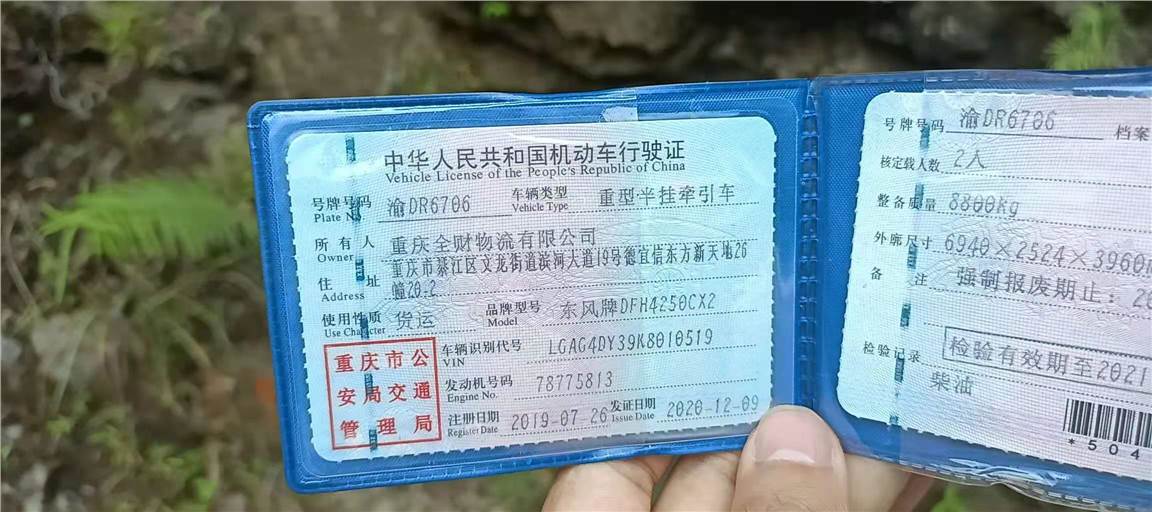 中华人民共和国机动车行驶证
Vehicle License of the People's Republic of China
号牌号码 渝DR6706 车辆类型 重型半挂牵引车
Plate No. Vehicle Type
所有人 重庆全财物流有限公司
Owner
住址 重庆市綦江区文龙街道滨河大道19号德宜信东方新天地26
Address 幢20-2
使用性质 货运 品牌型号 东风牌DFH4250CX2
Use Character Model
重庆市公
安局交通
管理局
车辆识别代号 LGAG4DY39K8010519
VIN
发动机号码 78775813
Engine No.
注册日期 2019-07-26 发证日期 2020-12-09
Register Date Issue Date
号牌号码 渝DR6706 档案
核定载人数 2人
整备质量 8800kg
外廓尺寸 6940×2524×3960
备注 强制报废期止：20
检验记录 检验有效期至2021
柴油
*504